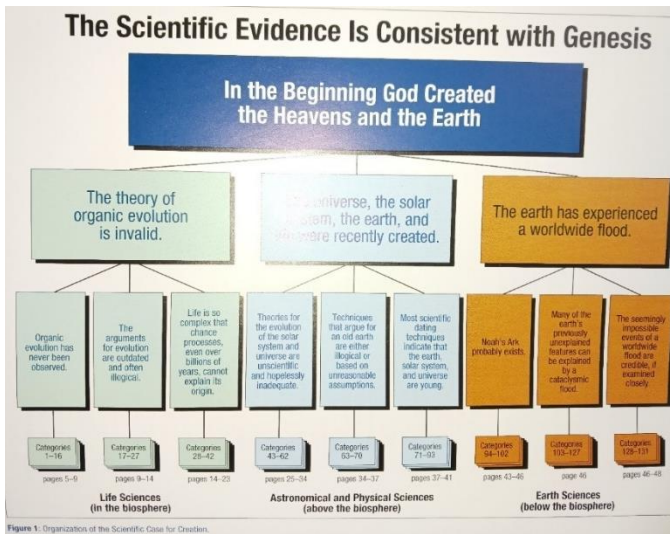 The Scientific Evidence Is Consistent with Genesis
In the Beginning God Created
the Heavens and the Earth
The theory of
organic evolution
is invalid.
universe, the solar
the earth, and
were recently created.
The earth has experienced
a worldwide flood.
Organic
evolution has
never been
observed.
The
arguments for
evolution are
outdated and
often illogical.
Life is so
complex that
chance
processes,
even over
billions of
years, cannot
explain its
origin.
Theories for
the evolution of
the solar
system and
universe are
unscientific and
hopelessly
inadequate.
Techniques
that argue for
an old earth
are either
illogical or
based on
unreasonable
assumptions.
Most scientific
dating
techniques
indicate that
the earth,
solar system,
and universe
are young.
Noah's Ark
probably exists.
Many of
the earth's
previously
unexplained
features can
be explained
by a
cataclysmic
flood.
The
seemingly
impossible
events of a
worldwide
flood are
credible, if
examined
closely.
Categories
1–16
Categories
17–27
Categories
28–42
Categories
43–62
Categories
63–70
Categories
71–93
Categories
94–102
Categories
103–127
Categories
128–131
pages 5–9
pages 9–14
pages 14–23
pages 25–34
pages 34–37
pages 37–41
pages 43–46
page 46
pages 46–48
Life Sciences
(in the biosphere)
Astronomical and Physical Sciences
(above the biosphere)
Earth Sciences
(below the biosphere)
Figure 1: Organization of the Scientific Case for Creation.